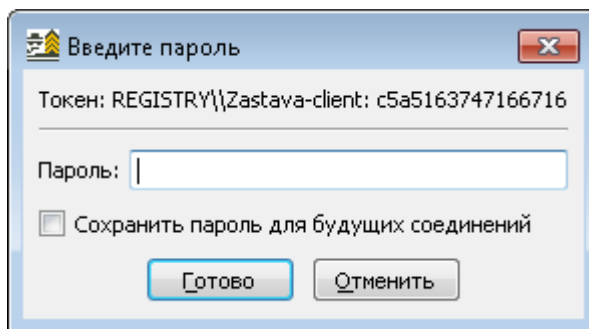 Введите пароль
Токен: REGISTRY\\Zastava-client: c5a5163747166716
Пароль:
Сохранить пароль для будущих соединений
Готово Отменить